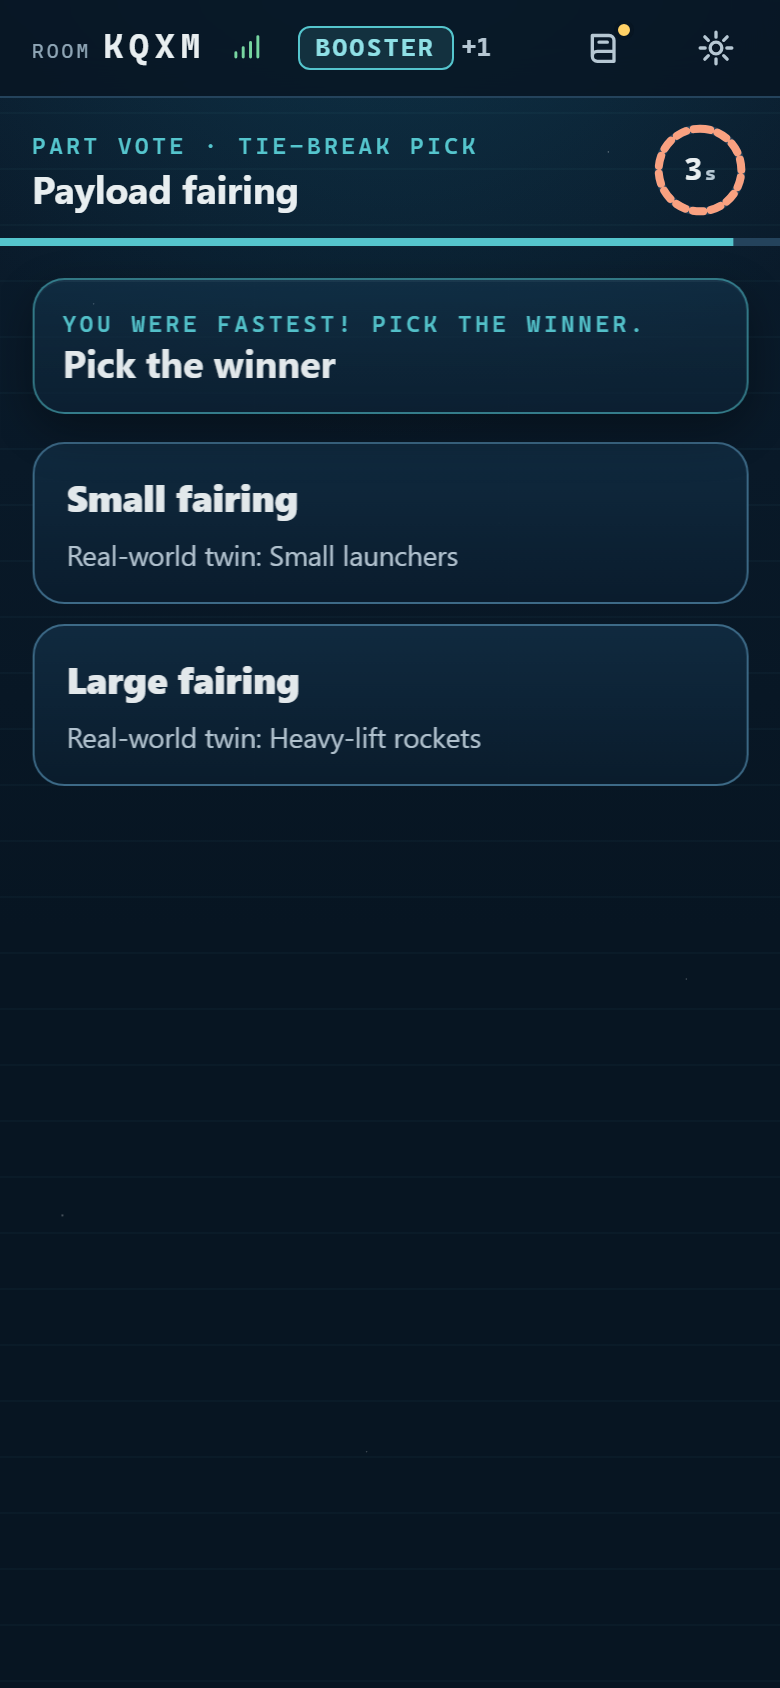 ROOM KQXM BOOSTER +1
PART VOTE · TIE-BREAK PICK
Payload fairing
3s
YOU WERE FASTEST! PICK THE WINNER.
Pick the winner
Small fairing
Real-world twin: Small launchers
Large fairing
Real-world twin: Heavy-lift rockets